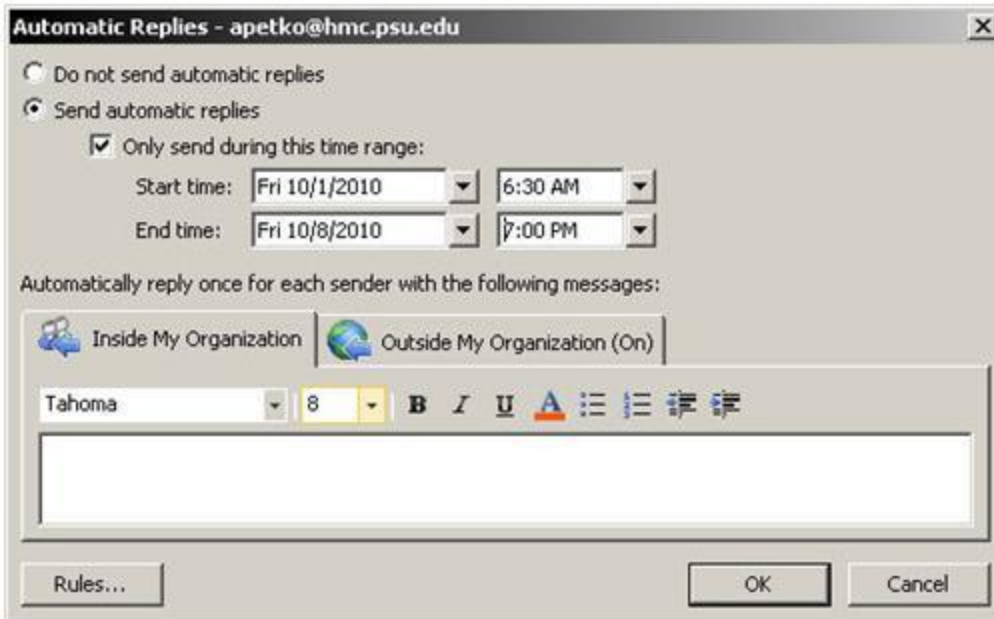 Automatic Replies - apetko@hmc.psu.edu
Do not send automatic replies
Send automatic replies
Only send during this time range:
Start time: Fri 10/1/2010 6:30 AM
End time: Fri 10/8/2010 7:00 PM
Automatically reply once for each sender with the following messages:
Inside My Organization Outside My Organization (On)
Tahoma 8 B I U A
Rules... OK Cancel